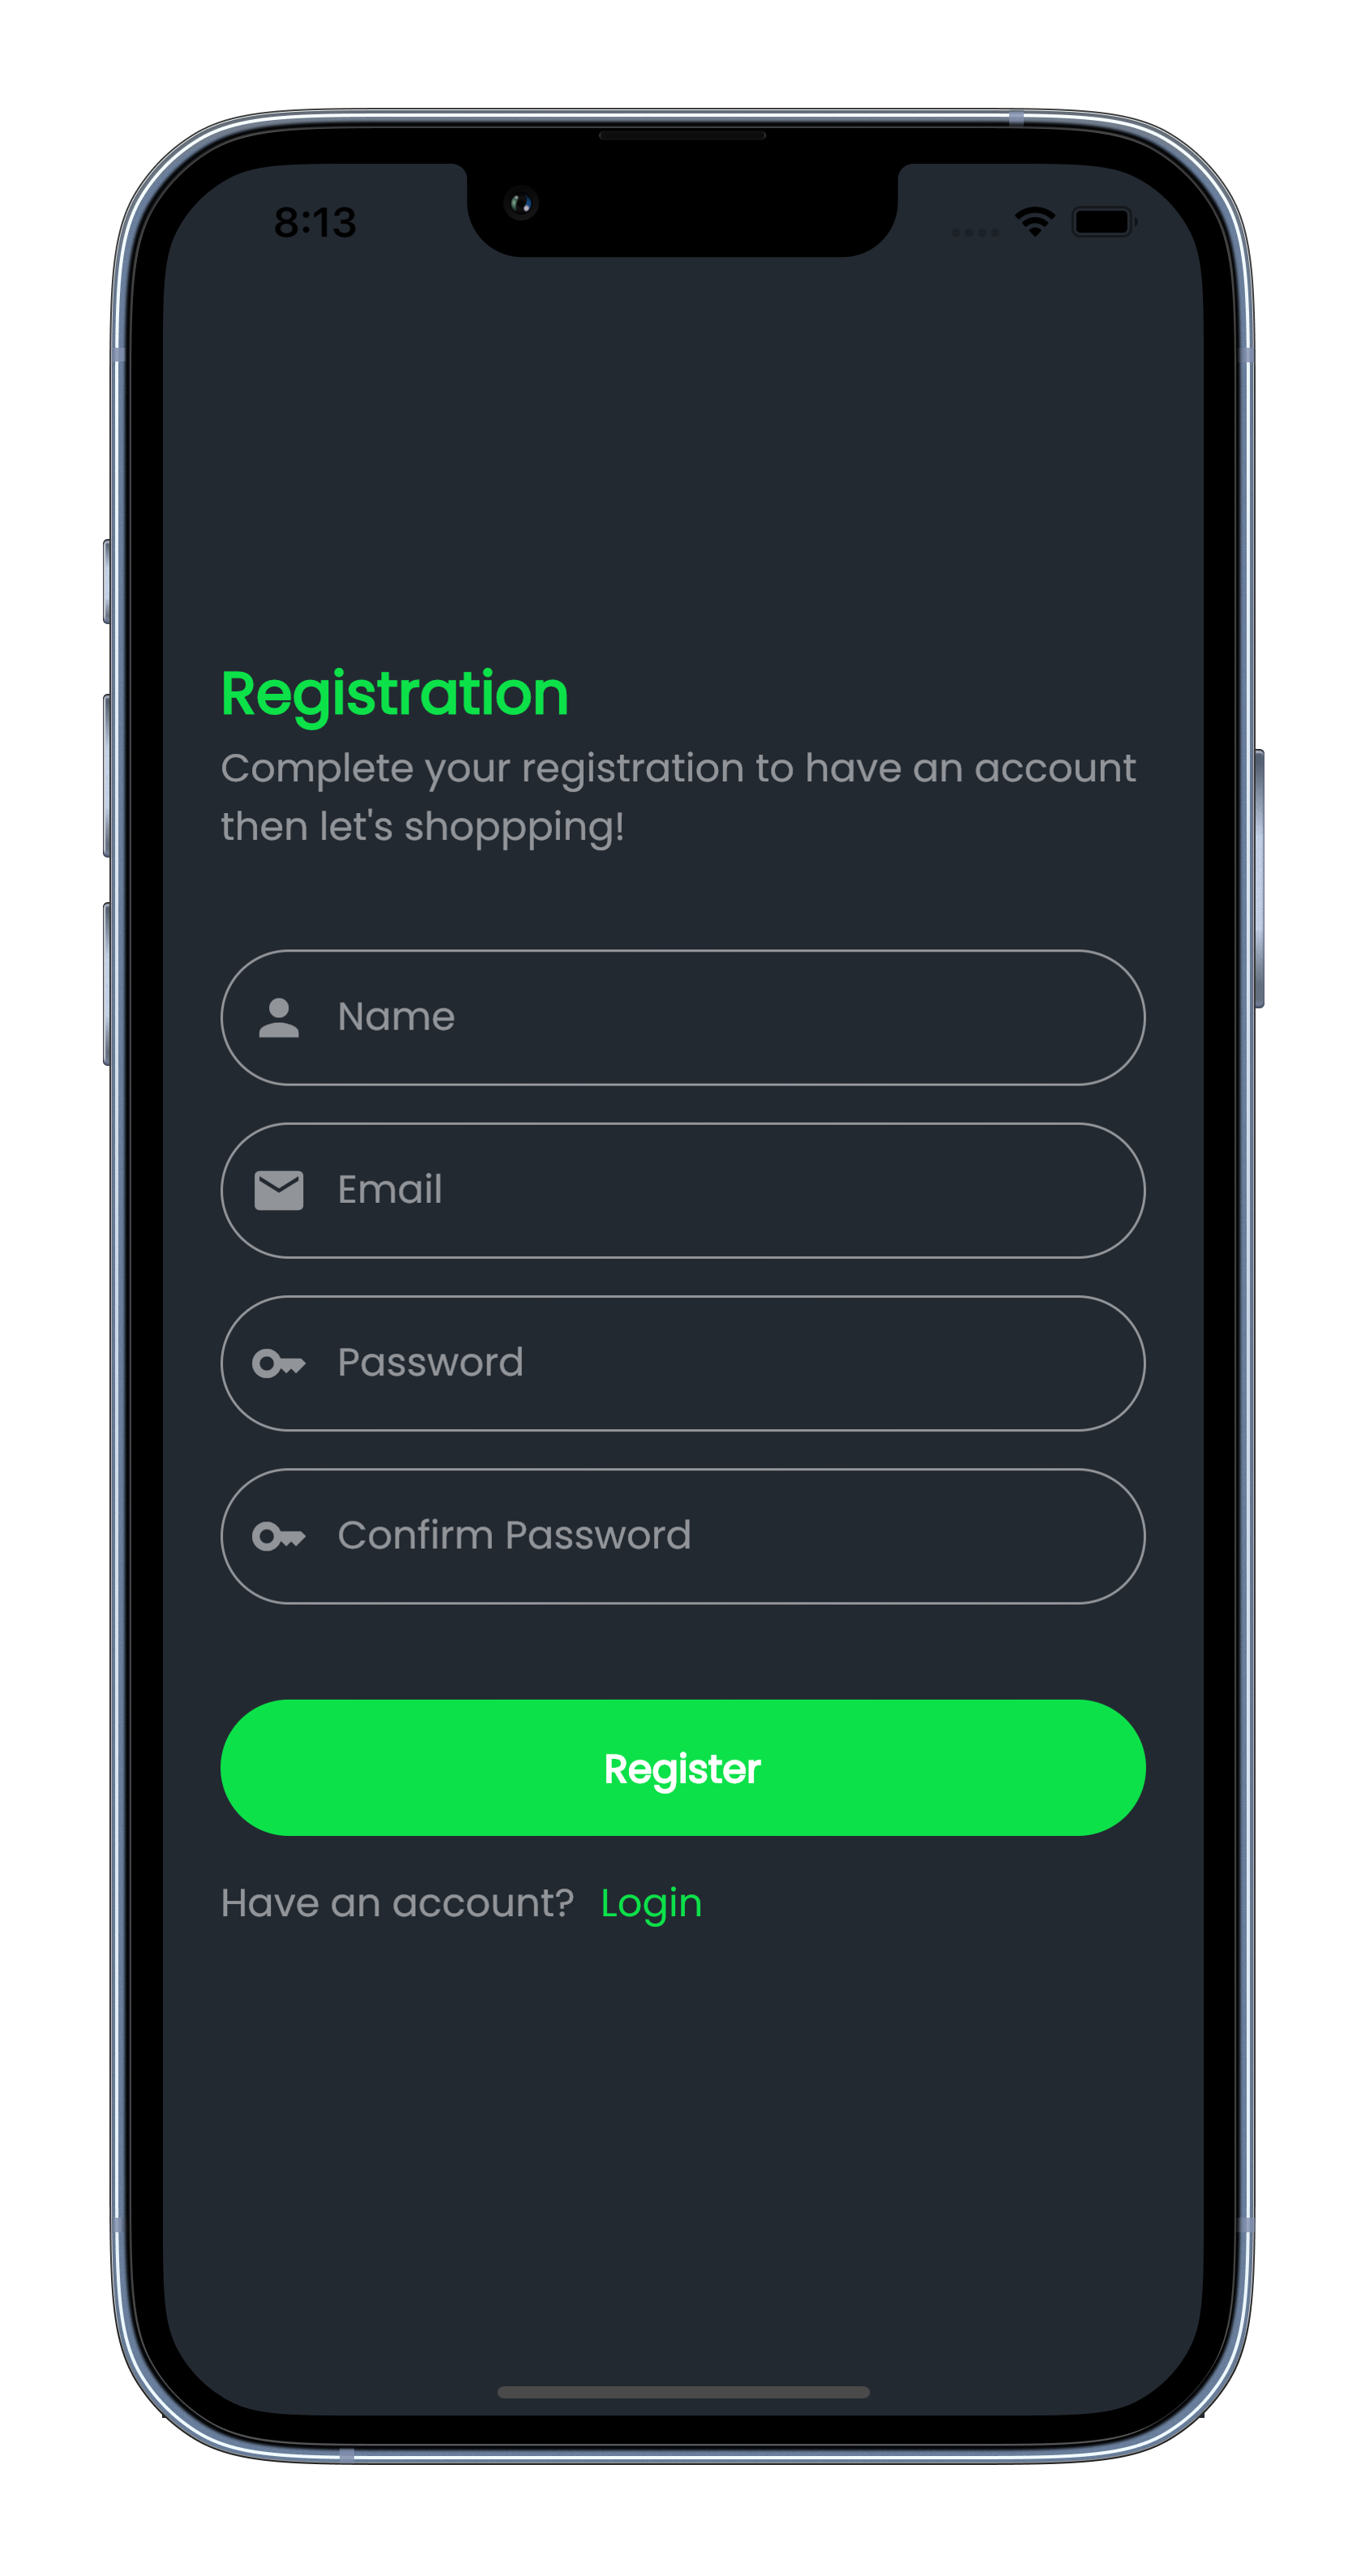 8:13
Registration
Complete your registration to have an account
then let's shoppping!
Name
Email
Password
Confirm Password
Register
Have an account? Login